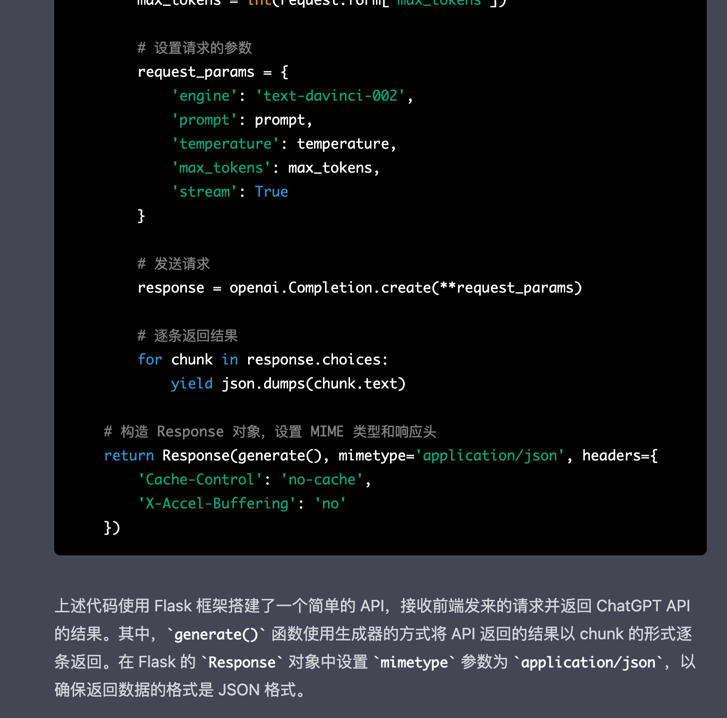 max_tokens = int(request.form['max_tokens'])
# 设置请求的参数
request_params = {
'engine': 'text-davinci-002',
'prompt': prompt,
'temperature': temperature,
'max_tokens': max_tokens,
'stream': True
}
# 发送请求
response = openai.Completion.create(**request_params)
# 逐条返回结果
for chunk in response.choices:
yield json.dumps(chunk.text)
# 构造 Response 对象，设置 MIME 类型和响应头
return Response(generate(), mimetype='application/json', headers={
'Cache-Control': 'no-cache',
'X-Accel-Buffering': 'no'
})
上述代码使用 Flask 框架搭建了一个简单的 API，接收前端发来的请求并返回 ChatGPT API
的结果。其中，`generate()` 函数使用生成器的方式将 API 返回的结果以 chunk 的形式逐
条返回。在 Flask 的 `Response` 对象中设置 `mimetype` 参数为 `application/json`，以
确保返回数据的格式是 JSON 格式。